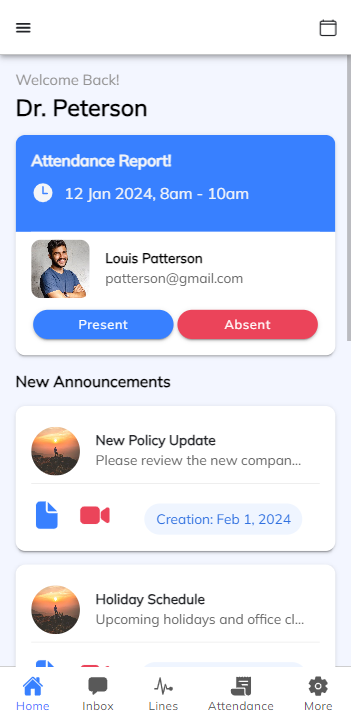 Welcome Back!
Dr. Peterson
Attendance Report!
12 Jan 2024, 8am - 10am
Louis Patterson
patterson@gmail.com
Present
Absent
New Announcements
New Policy Update
Please review the new compan...
Creation: Feb 1, 2024
Holiday Schedule
Upcoming holidays and office cl...
Home
Inbox
Lines
Attendance
More